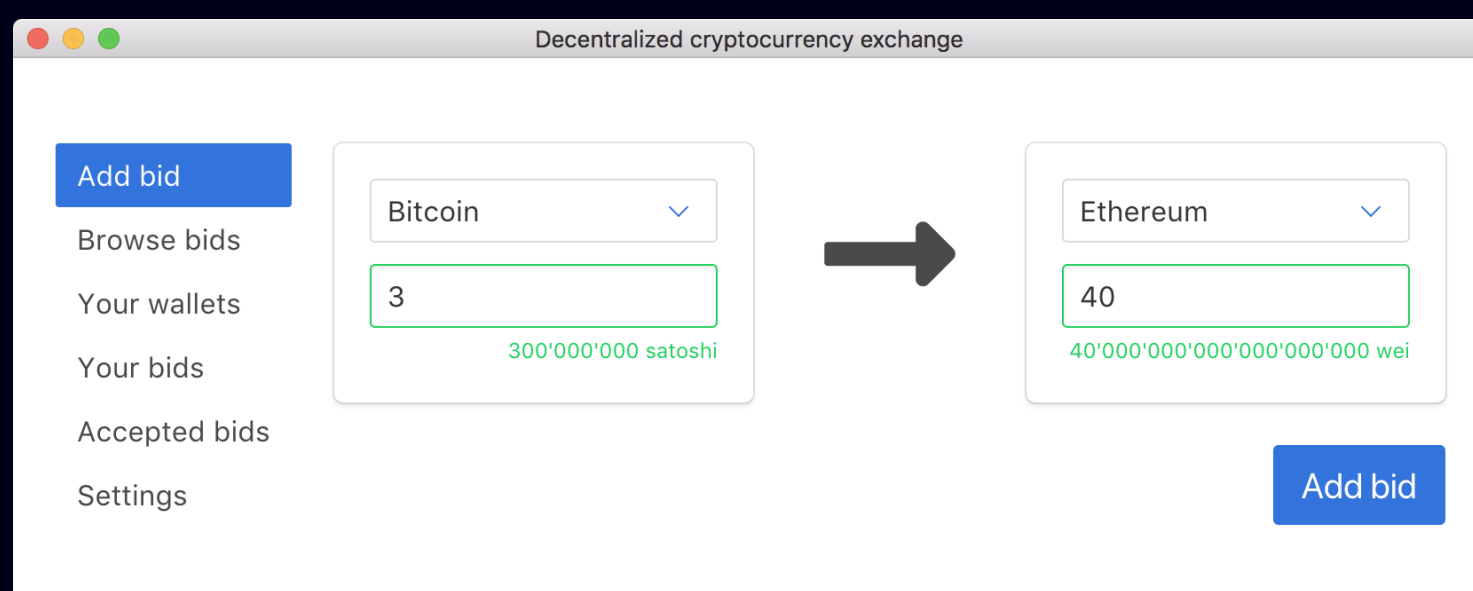 Decentralized cryptocurrency exchange
Add bid
Browse bids
Your wallets
Your bids
Accepted bids
Settings
Bitcoin
3
300'000'000 satoshi
Ethereum
40
40'000'000'000'000'000'000 wei
Add bid